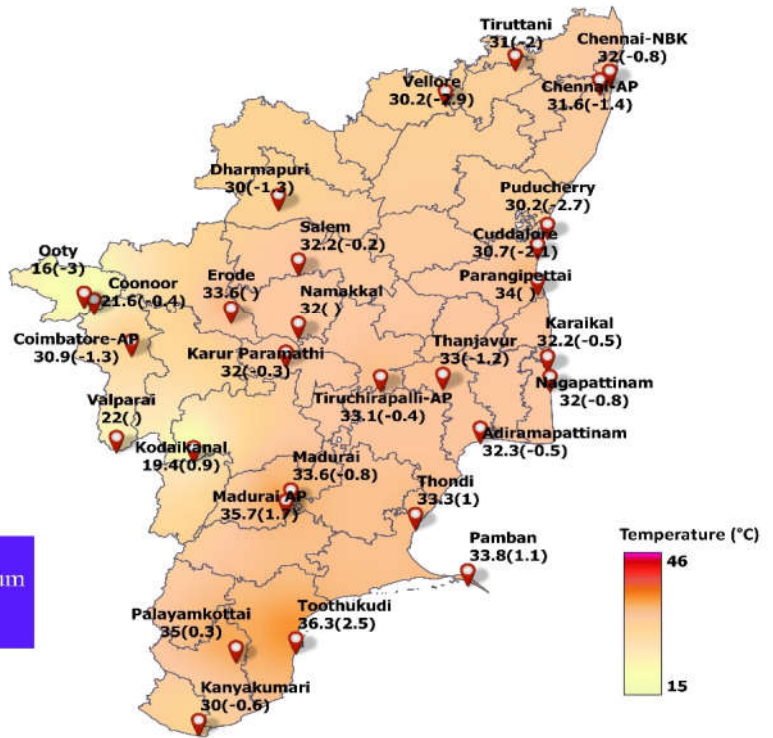 Tiruttani
31(-2)
Chennai-NBK
32(-0.8)
Vellore
30.2(-2.9)
Chennai-AP
31.6(-1.4)
Dharmapuri
30(-1.3)
Puducherry
30.2(-2.7)
Salem
32.2(-0.2)
Cuddalore
30.7(-2.1)
Ooty
16(-3)
Coonoor
21.6(-0.4)
Erode
33.6( )
Namakkal
32( )
Parangipettai
34( )
Karaikal
32.2(-0.5)
Coimbatore-AP
30.9(-1.3)
Karur Paramathi
32(-0.3)
Thanjavur
33(-1.2)
Nagapattinam
32(-0.8)
Valparai
22( )
Tiruchirapalli-AP
33.1(-0.4)
Adiramapattinam
32.3(-0.5)
Kodaikanal
19.4(0.9)
Madurai
33.6(-0.8)
Madurai AP
35.7(1.7)
Thondi
33.3(1)
Pamban
33.8(1.1)
Temperature (°C)
46
15
um
Palayamkottai
35(0.3)
Toothukudi
36.3(2.5)
Kanyakumari
30(-0.6)